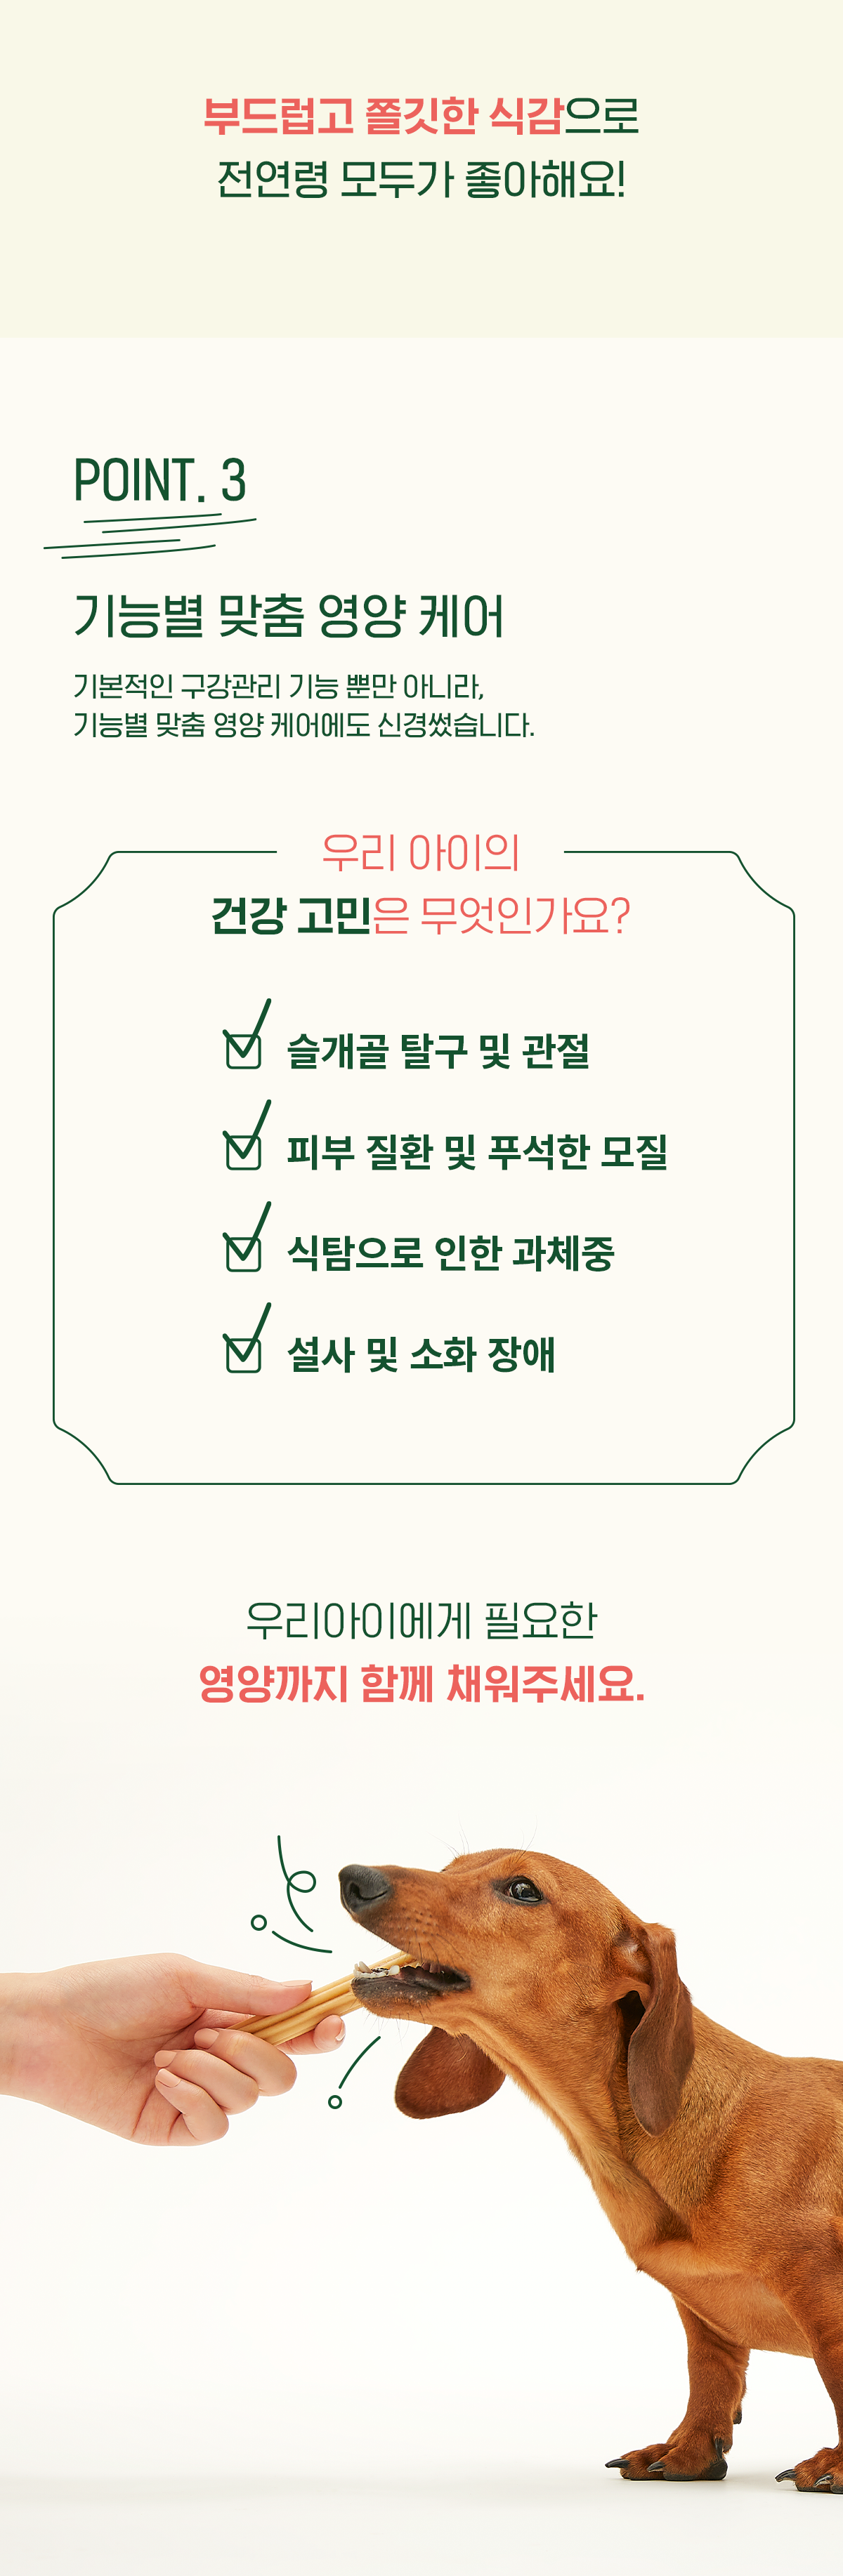 부드럽고 쫄깃한 식감으로
전연령 모두가 좋아해요!
POINT. 3
기능별 맞춤 영양 케어
기본적인 구강관리 기능 뿐만 아니라,
기능별 맞춤 영양 케어에도 신경썼습니다.
우리 아이의
건강 고민은 무엇인가요?
슬개골 탈구 및 관절
피부 질환 및 푸석한 모질
식탐으로 인한 과체중
설사 및 소화 장애
우리아이에게 필요한
영양까지 함께 채워주세요.